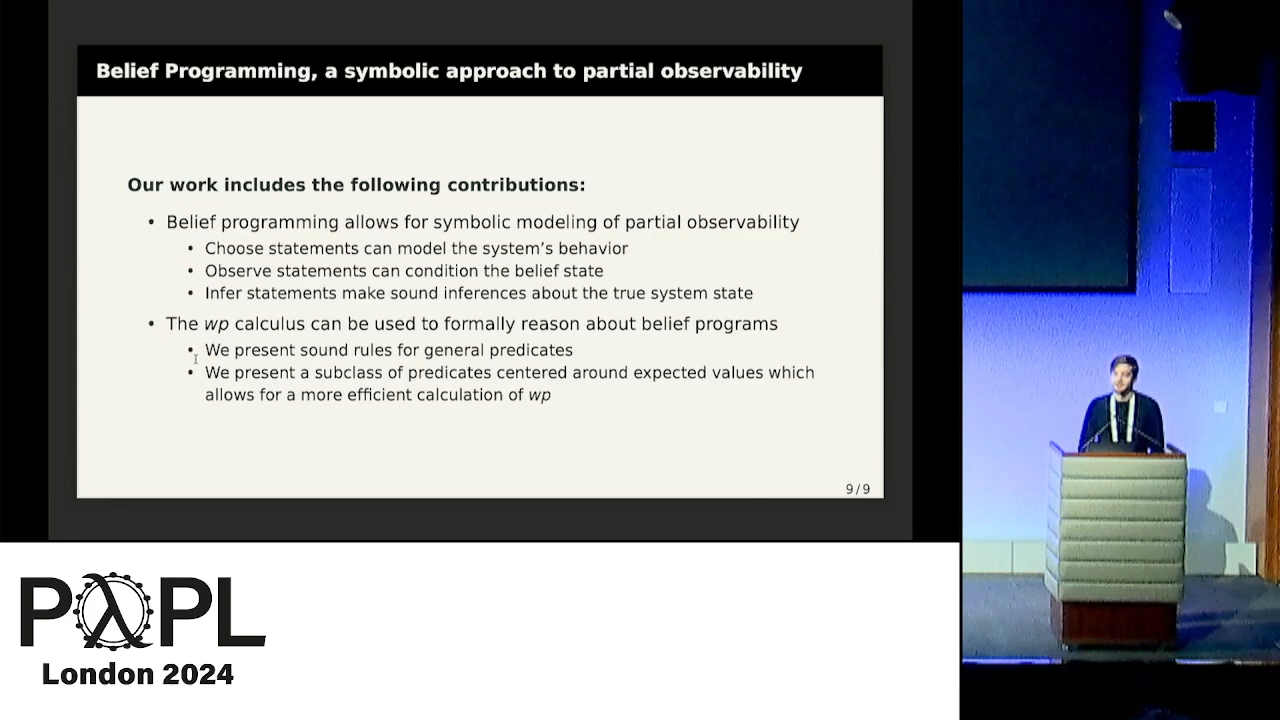 Belief Programming, a symbolic approach to partial observability
Our work includes the following contributions:
• Belief programming allows for symbolic modeling of partial observability
• Choose statements can model the system's behavior
• Observe statements can condition the belief state
• Infer statements make sound inferences about the true system state
• The wp calculus can be used to formally reason about belief programs
• We present sound rules for general predicates
• We present a subclass of predicates centered around expected values which
allows for a more efficient calculation of wp
9/9
PλPL
London 2024